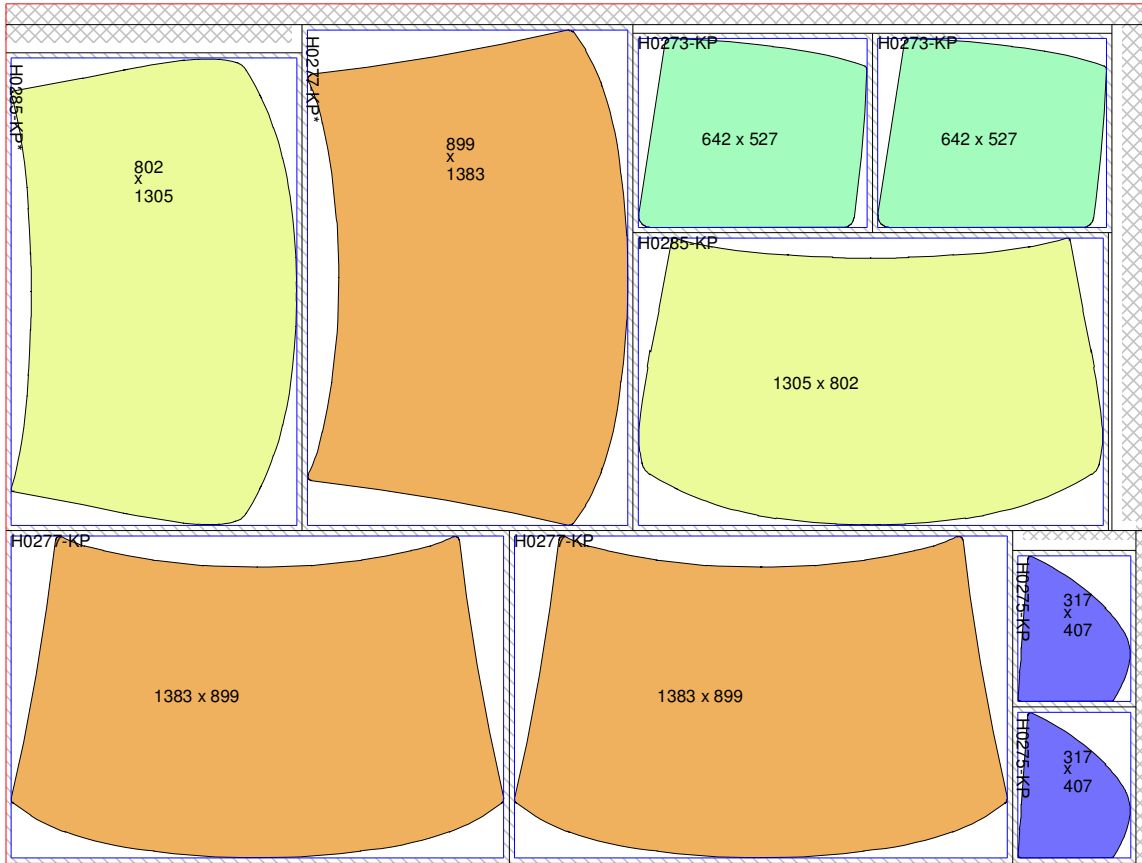 H0285-KP*
802
x
1305
H0277-KP*
899
x
1383
H0273-KP
642 x 527
H0273-KP
642 x 527
H0285-KP
1305 x 802
H0277-KP
1383 x 899
H0277-KP
1383 x 899
H0275-KP
317
x
407
H0275-KP
317
x
407